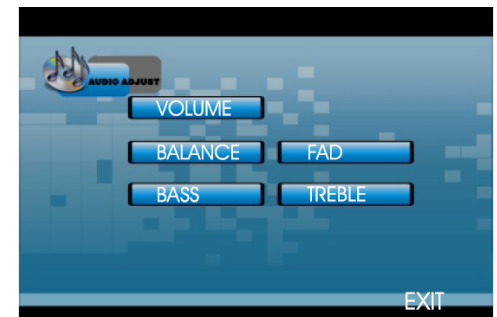 AUDIO ADJUST
VOLUME
BALANCE FAD
BASS TREBLE
EXIT